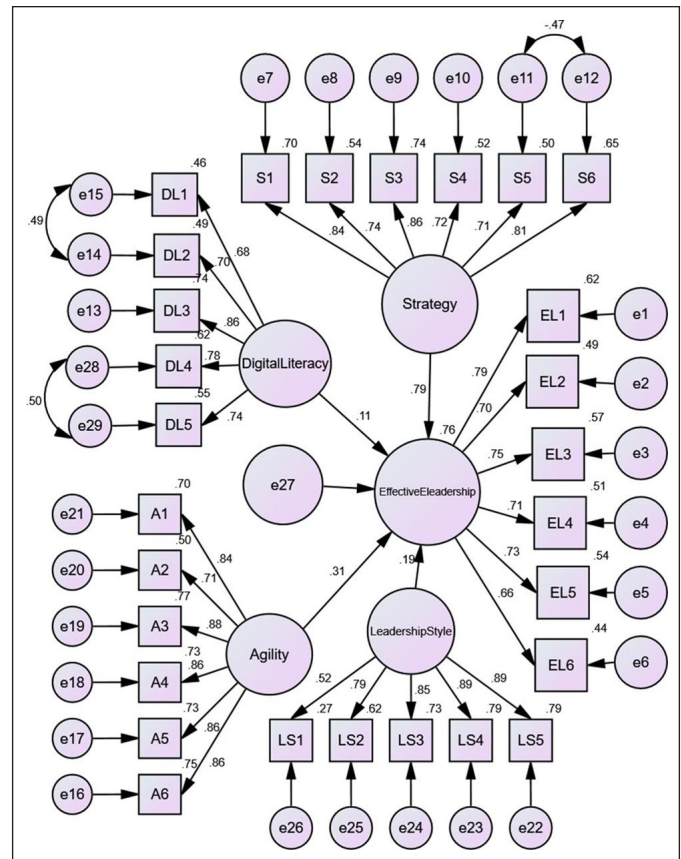 -.47
e7 e8 e9 e10 e11 e12
.70 .54 .74 .52 .50 .65
S1 S2 S3 S4 S5 S6
.84 .74 .86 .72 .71 .81
Strategy
.79
.46
e15 DL1
.49
.49
e14 DL2
.74
e13 DL3
.62
e28 DL4
.55
.50
e29 DL5
.68
.70
.86
.78
.74
DigitalLiteracy
.11
e27
.76
EffectiveEleadership
.79
.70
.75
.71
.73
.66
.62
EL1 e1
.49
EL2 e2
.57
EL3 e3
.51
EL4 e4
.54
EL5 e5
.44
EL6 e6
.70
e21 A1
.50
e20 A2
.77
e19 A3
.73
e18 A4
.73
e17 A5
.75
e16 A6
.84
.71
.88
.86
.86
.86
Agility
.31
.19
LeadershipStyle
.52 .79 .85 .89 .89
.27 .62 .73 .79 .79
LS1 LS2 LS3 LS4 LS5
e26 e25 e24 e23 e22